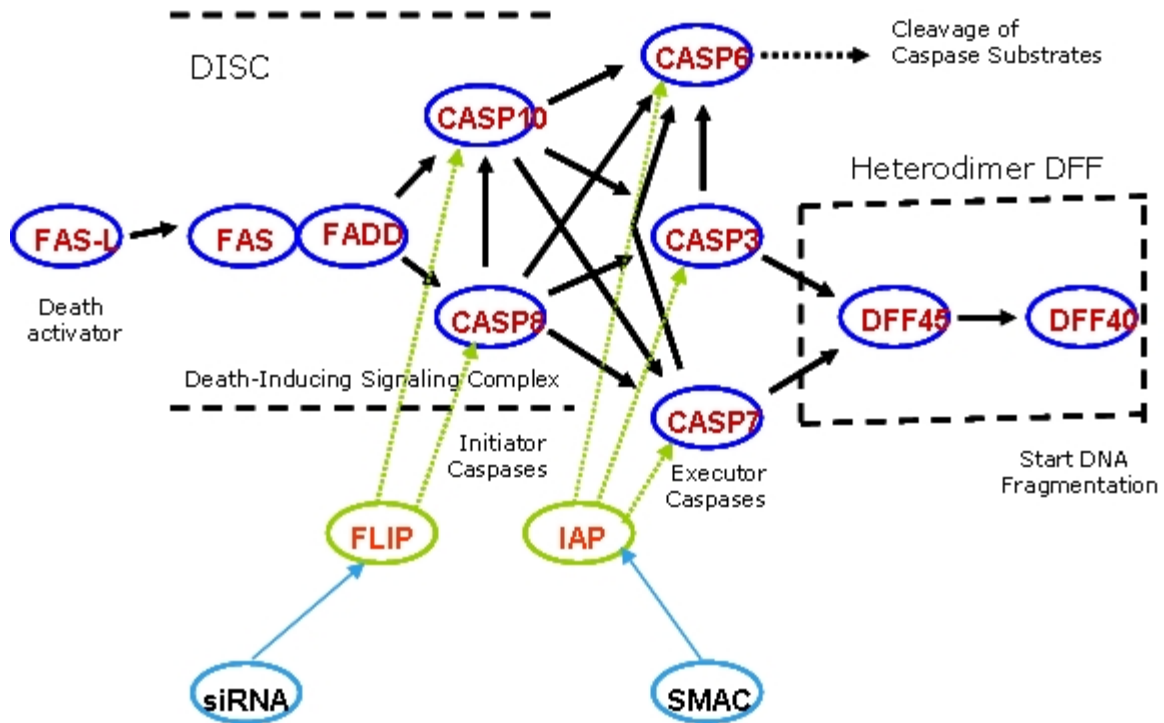 Cleavage of
Caspase Substrates
CASP6
DISC
CASP10
Heterodimer DFF
FAS-L
FAS
FADD
CASP3
Death
activator
CASP8
DFF45
DFF40
Death-Inducing Signaling Complex
CASP7
Initiator
Caspases
Executor
Caspases
Start DNA
Fragmentation
FLIP
IAP
siRNA
SMAC